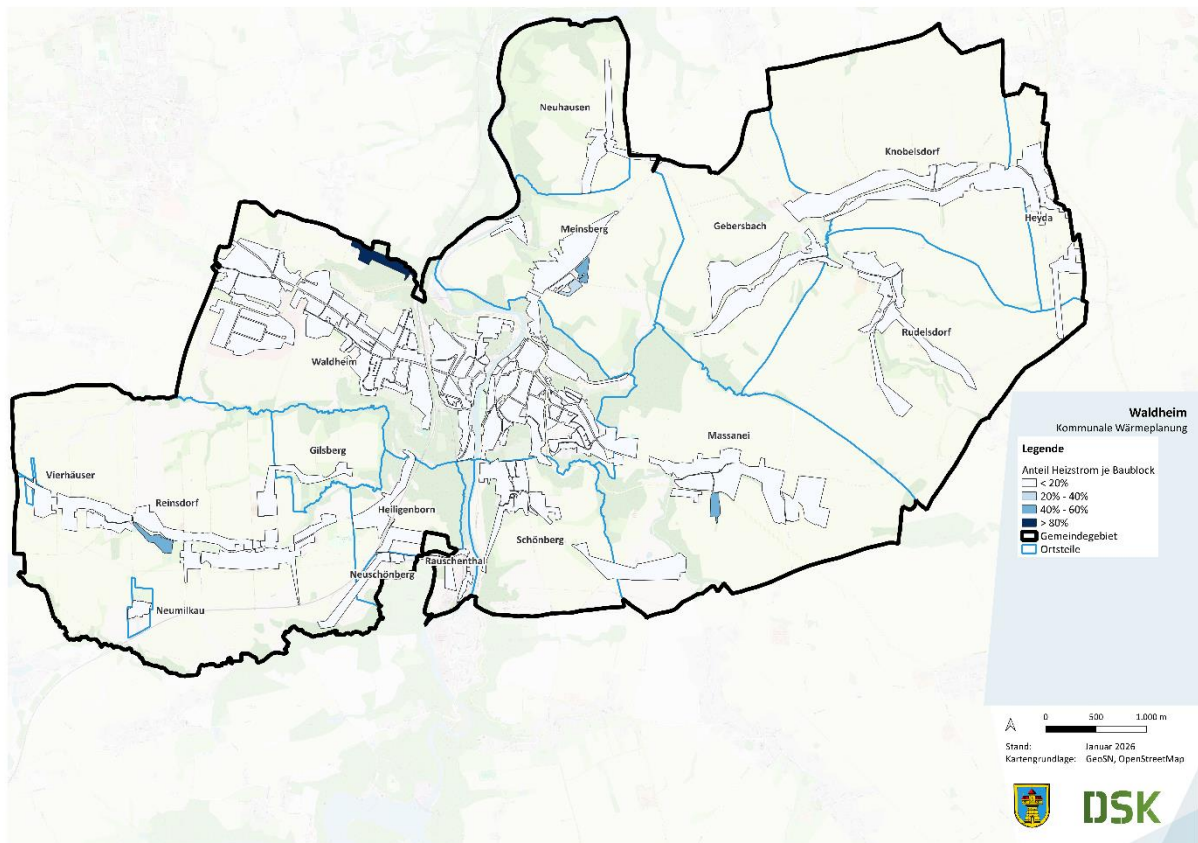 Neuhausen
Knobelsdorf
Heyda
Meinsberg
Gebersbach
Rudelsdorf
Waldheim
Massanei
Gilsberg
Vierhäuser
Reinsdorf
Heiligenborn
Schönberg
Rauschenthal
Neuschönberg
Neumilkau
Waldheim
Kommunale Wärmeplanung
Legende
Anteil Heizstrom je Baublock
< 20%
20% - 40%
40% - 60%
> 80%
Gemeindegebiet
Ortsteile
0 500 1.000 m
Stand: Januar 2026
Kartengrundlage: GeoSN, OpenStreetMap
DSK